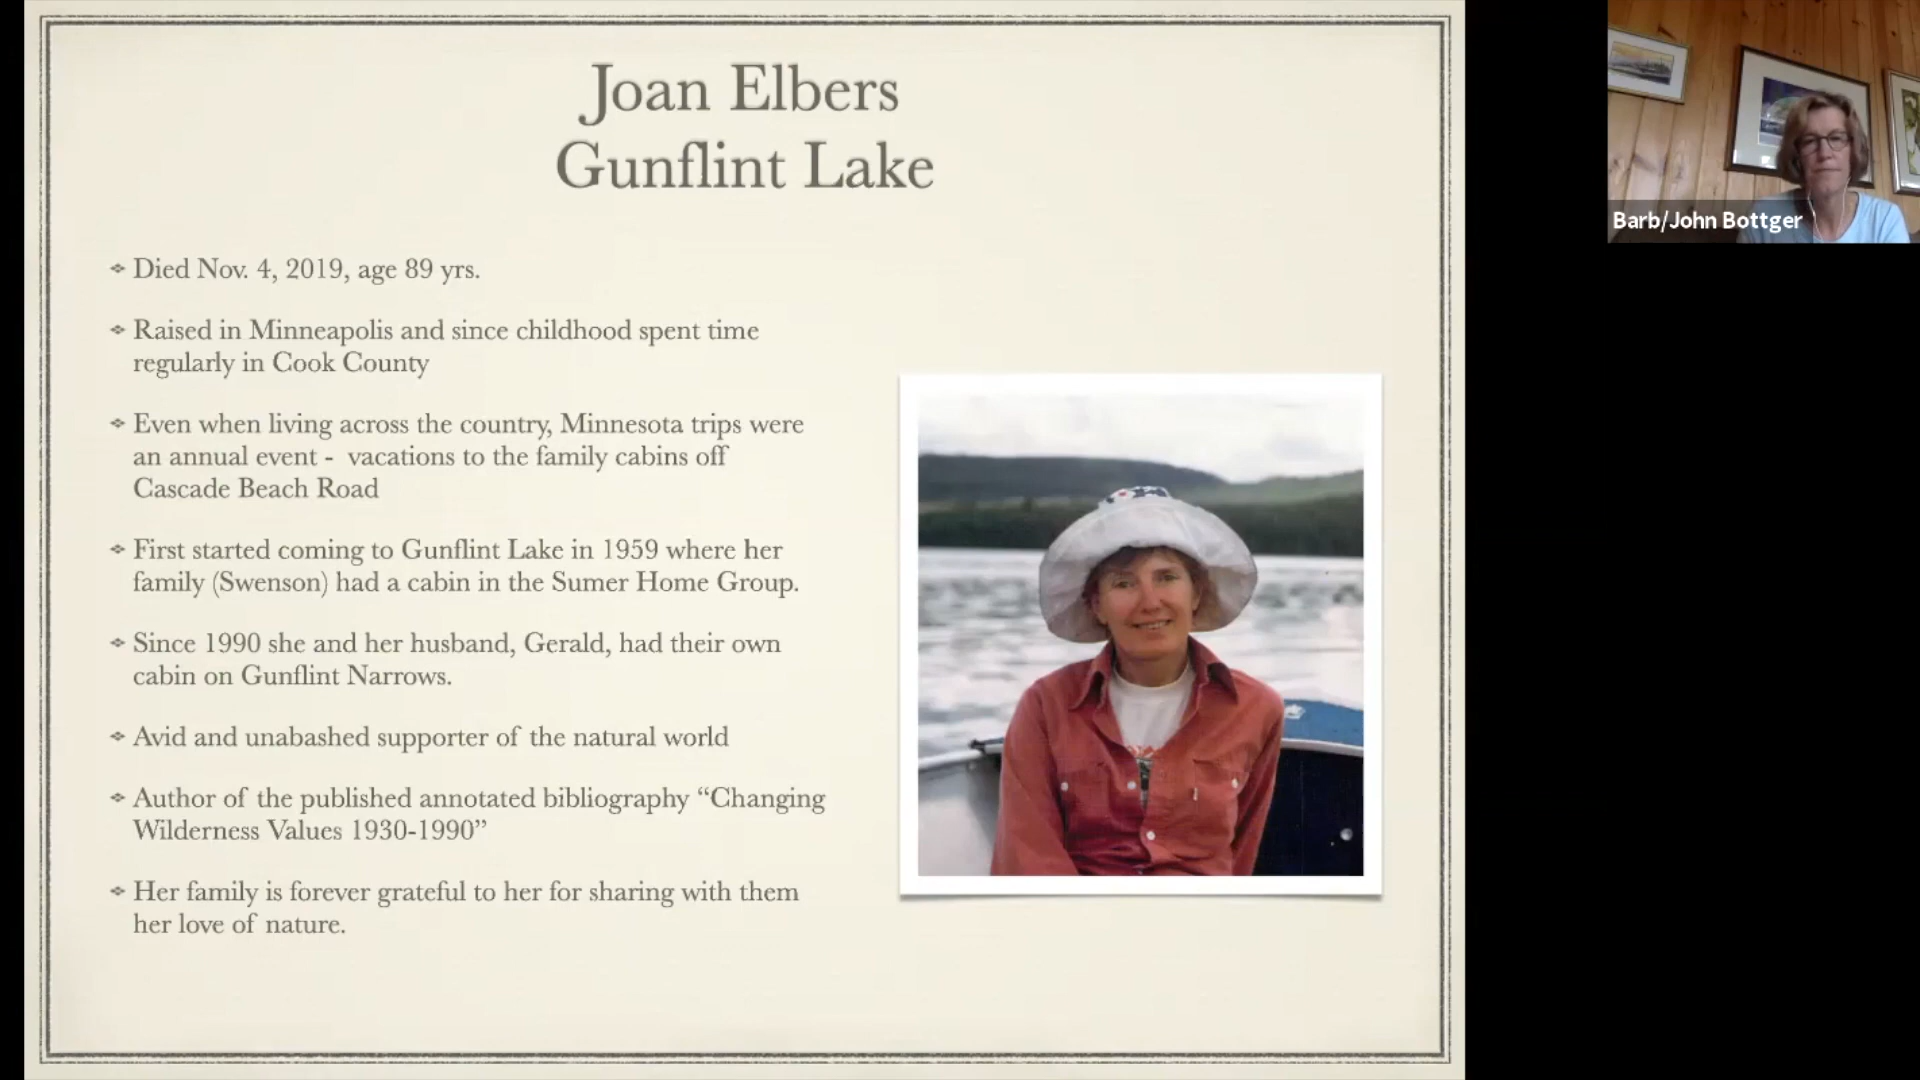 Joan Elbers
Gunflint Lake
Died Nov. 4, 2019, age 89 yrs.
Raised in Minneapolis and since childhood spent time
regularly in Cook County
Even when living across the country, Minnesota trips were
an annual event - vacations to the family cabins off
Cascade Beach Road
First started coming to Gunflint Lake in 1959 where her
family (Swenson) had a cabin in the Sumer Home Group.
Since 1990 she and her husband, Gerald, had their own
cabin on Gunflint Narrows.
Avid and unabashed supporter of the natural world
Author of the published annotated bibliography “Changing
Wilderness Values 1930-1990”
Her family is forever grateful to her for sharing with them
her love of nature.
Barb/John Bottger